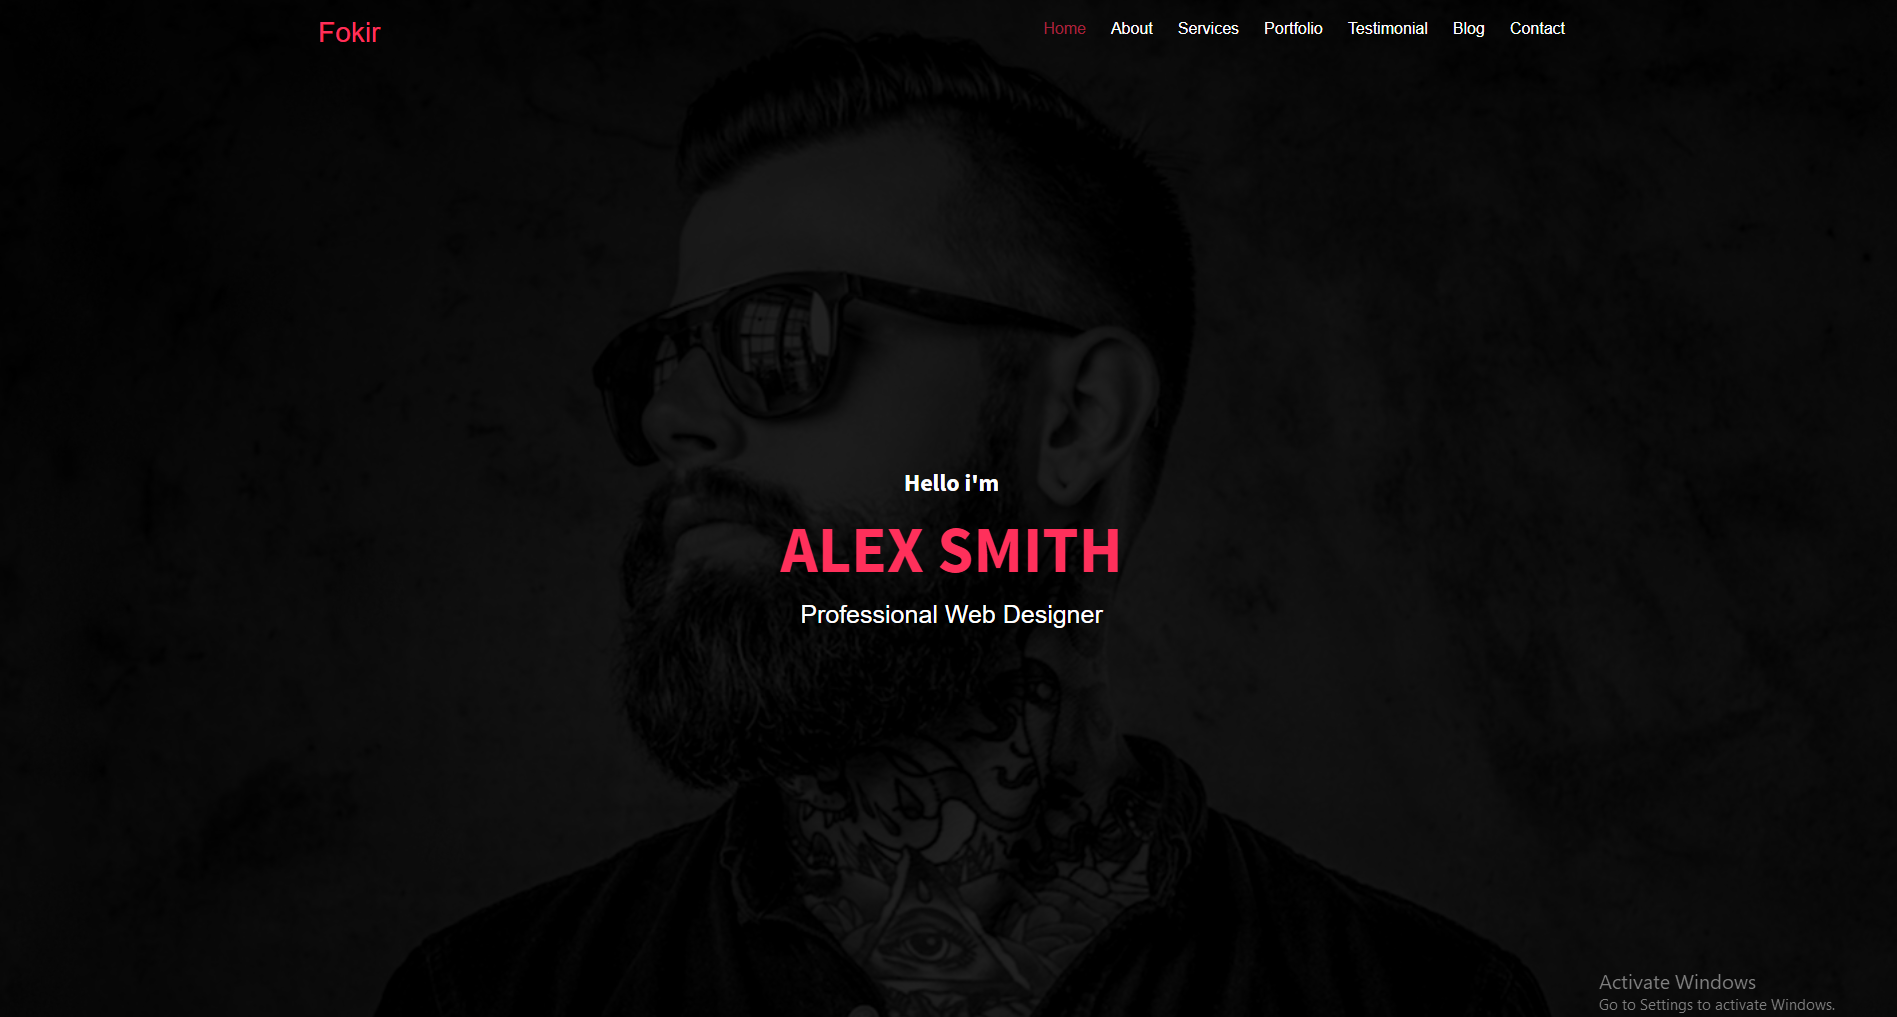 Fokir
Home About Services Portfolio Testimonial Blog Contact
Hello i'm
ALEX SMITH
Professional Web Designer
Activate Windows
Go to Settings to activate Windows.